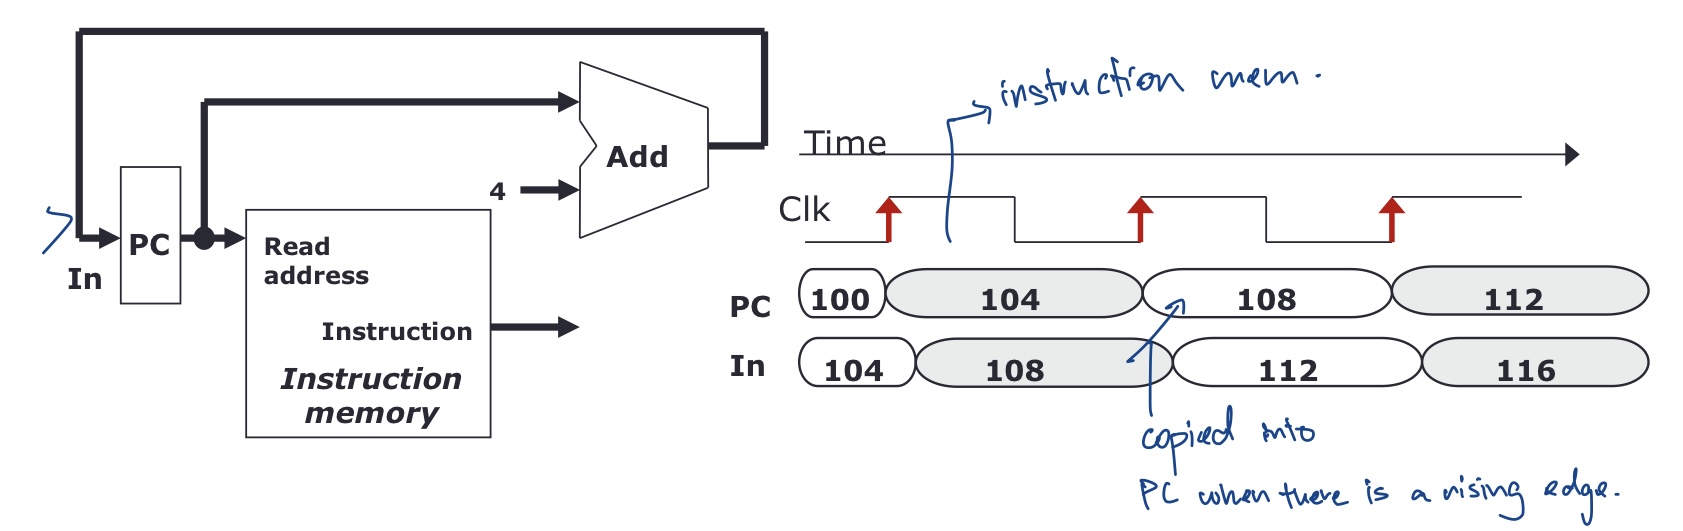 Add
4
PC
In
Read
address
Instruction
Instruction
memory
instruction mem.
Time
Clk
PC 100 104 108 112
In 104 108 112 116
copied into
PC when there is a rising edge.